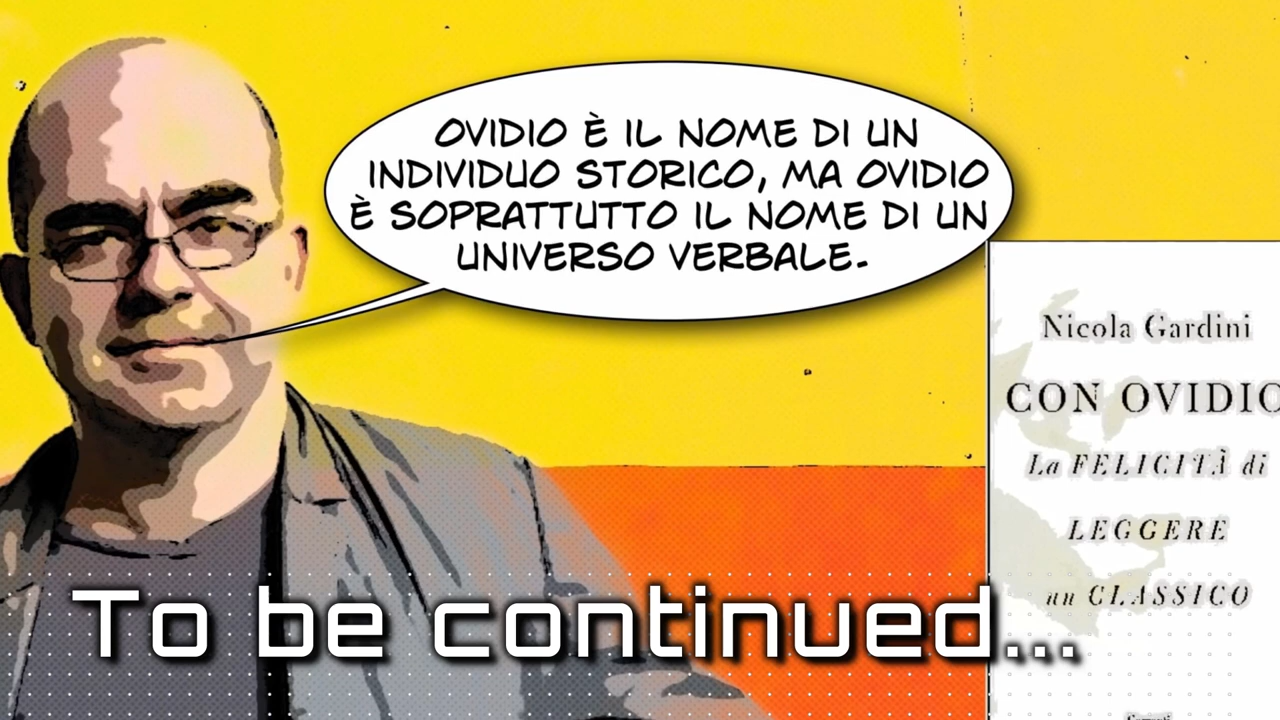 OVIDIO È IL NOME DI UN
INDIVIDUO STORICO, MA OVIDIO
È SOPRATTUTTO IL NOME DI UN
UNIVERSO VERBALE.
Nicola Gardini
CON OVIDIO
La FELICITÀ di
LEGGERE
un CLASSICO
To be continued...